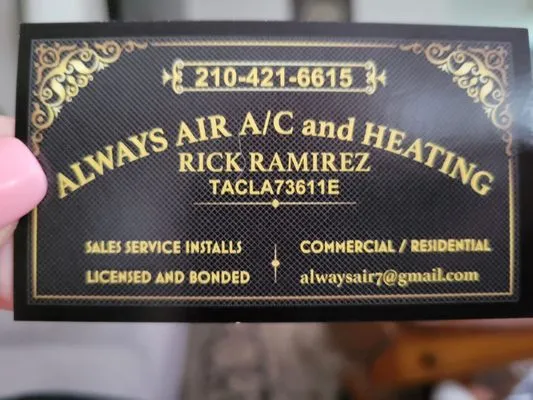 210-421-6615
ALWAYS AIR A/C and HEATING
RICK RAMIREZ
TACLA73611E
SALES SERVICE INSTALLS
COMMERCIAL / RESIDENTIAL
LICENSED AND BONDED
alwaysair7@gmail.com